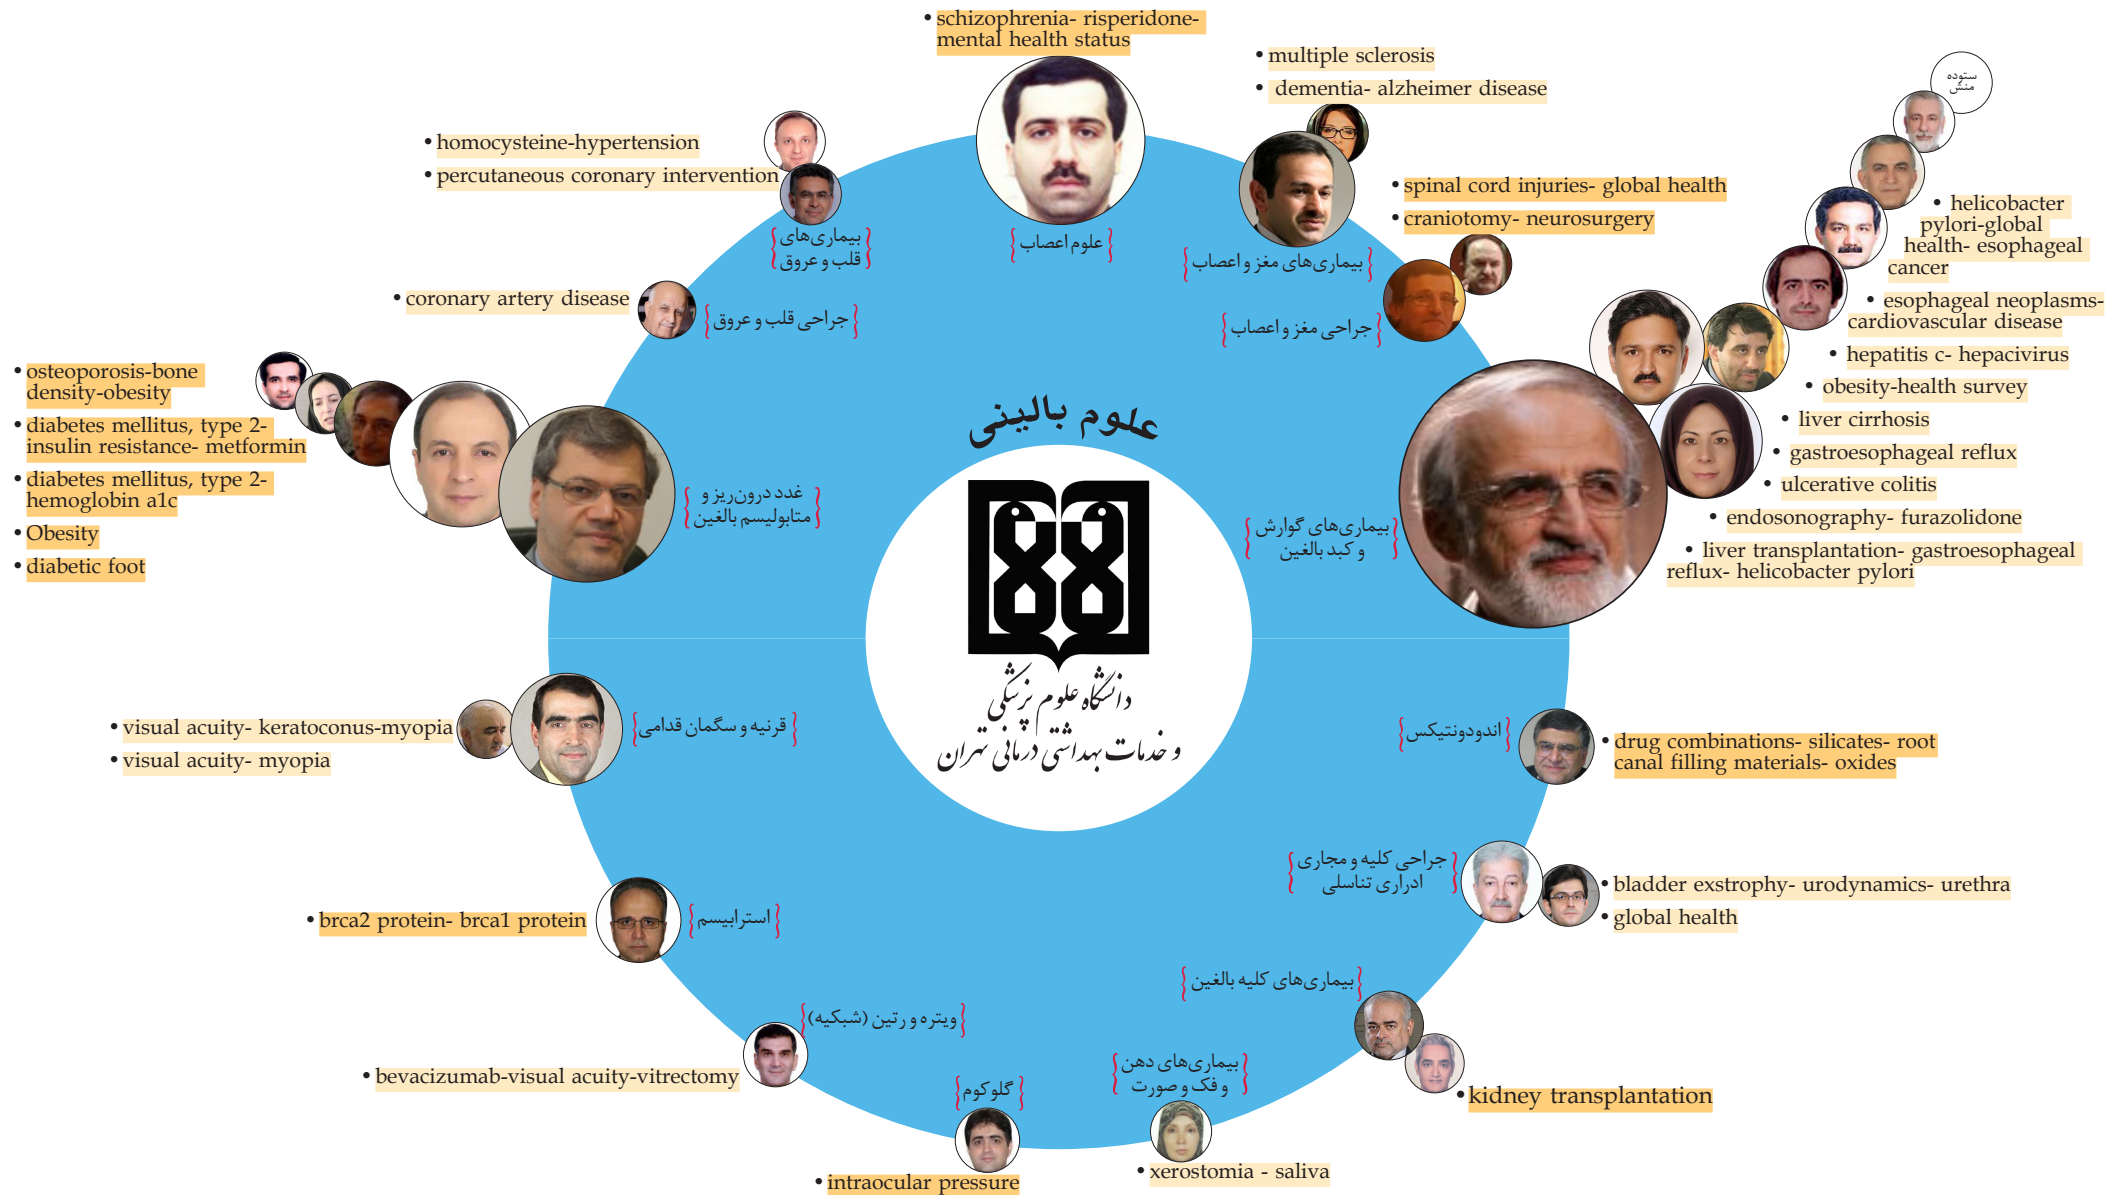 • schizophrenia- risperidone-
mental health status
• multiple sclerosis
• dementia- alzheimer disease
ستوده
منش
• homocysteine-hypertension
• percutaneous coronary intervention
• spinal cord injuries- global health
• craniotomy- neurosurgery
{علوم اعصاب}
{بیماری‌های
قلب و عروق}
{بیماری‌های مغز و اعصاب}
• coronary artery disease
{جراحی قلب و عروق}
{جراحی مغز و اعصاب}
• helicobacter
pylori-global
health- esophageal
cancer
• esophageal neoplasms-
cardiovascular disease
• hepatitis c- hepacivirus
• obesity-health survey
• liver cirrhosis
• gastroesophageal reflux
• ulcerative colitis
• endosonography- furazolidone
• liver transplantation- gastroesophageal
reflux- helicobacter pylori
• osteoporosis-bone
density-obesity
• diabetes mellitus, type 2-
insulin resistance- metformin
• diabetes mellitus, type 2-
hemoglobin a1c
• Obesity
• diabetic foot
علوم بالینی
{غدد درون‌ریز و
متابولیسم بالغین}
{بیماری‌های گوارش
و کبد بالغین}
دانشگاه علوم پزشکی
و خدمات بهداشتی درمانی تهران
• visual acuity- keratoconus-myopia
• visual acuity- myopia
{قرنیه و سگمان قدامی}
{اندودونتیکس}
• drug combinations- silicates- root
canal filling materials- oxides
{جراحی کلیه و مجاری
ادراری تناسلی}
• bladder exstrophy- urodynamics- urethra
• global health
• brca2 protein- brca1 protein
{استرابیسم}
{بیماری‌های کلیه بالغین}
{ویتره و رتین (شبکیه)}
• bevacizumab-visual acuity-vitrectomy
{بیماری‌های دهن
و فک و صورت}
{گلوکوم}
• kidney transplantation
• xerostomia - saliva
• intraocular pressure